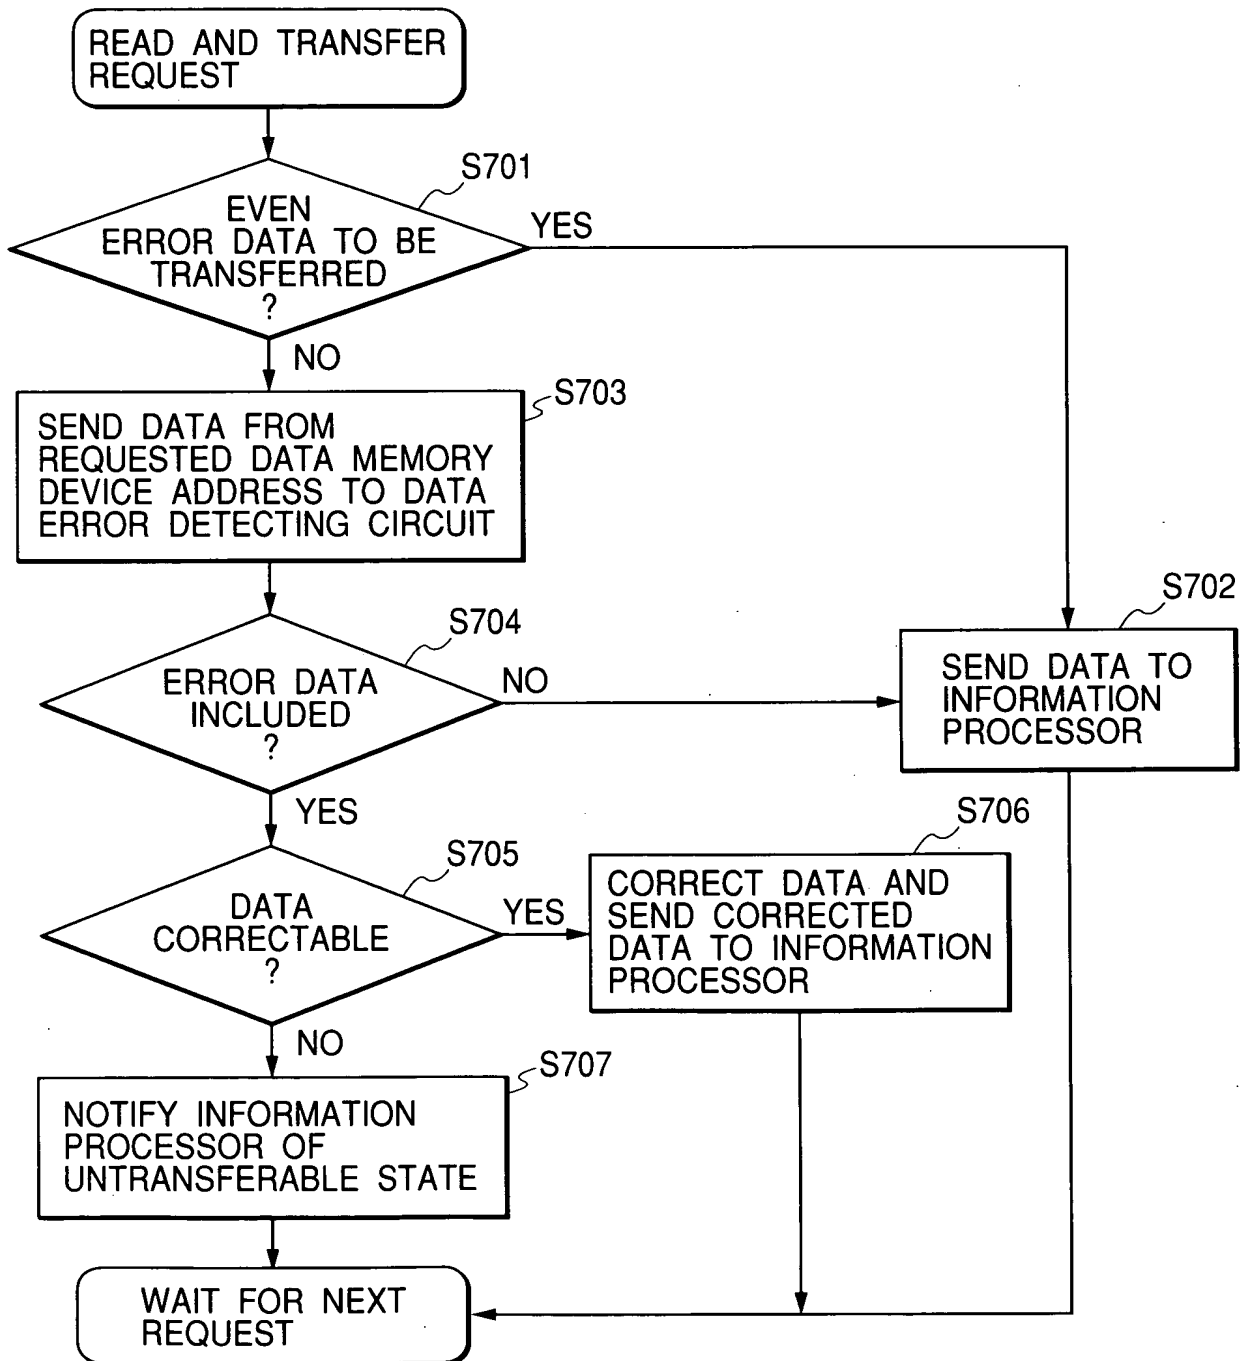 READ AND TRANSFER
REQUEST
S701
EVEN
ERROR DATA TO BE
TRANSFERRED
?
YES
NO
S703
SEND DATA FROM
REQUESTED DATA MEMORY
DEVICE ADDRESS TO DATA
ERROR DETECTING CIRCUIT
S704
ERROR DATA
INCLUDED
?
NO
S702
SEND DATA TO
INFORMATION
PROCESSOR
YES
S705
DATA
CORRECTABLE
?
YES
S706
CORRECT DATA AND
SEND CORRECTED
DATA TO INFORMATION
PROCESSOR
NO
S707
NOTIFY INFORMATION
PROCESSOR OF
UNTRANSFERABLE STATE
WAIT FOR NEXT
REQUEST